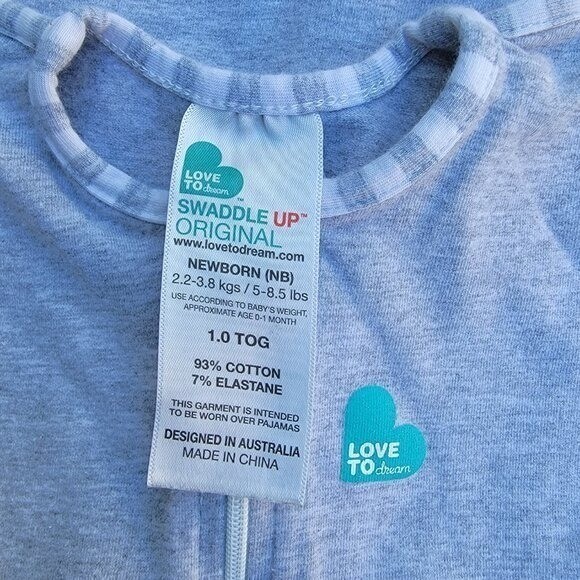 LOVE
TO dream
™
SWADDLE UP™
ORIGINAL
www.lovetodream.com
NEWBORN (NB)
2.2-3.8 kgs / 5-8.5 lbs
USE ACCORDING TO BABY'S WEIGHT,
APPROXIMATE AGE 0-1 MONTH
1.0 TOG
93% COTTON
7% ELASTANE
THIS GARMENT IS INTENDED
TO BE WORN OVER PAJAMAS
DESIGNED IN AUSTRALIA
MADE IN CHINA
LOVE
TO dream